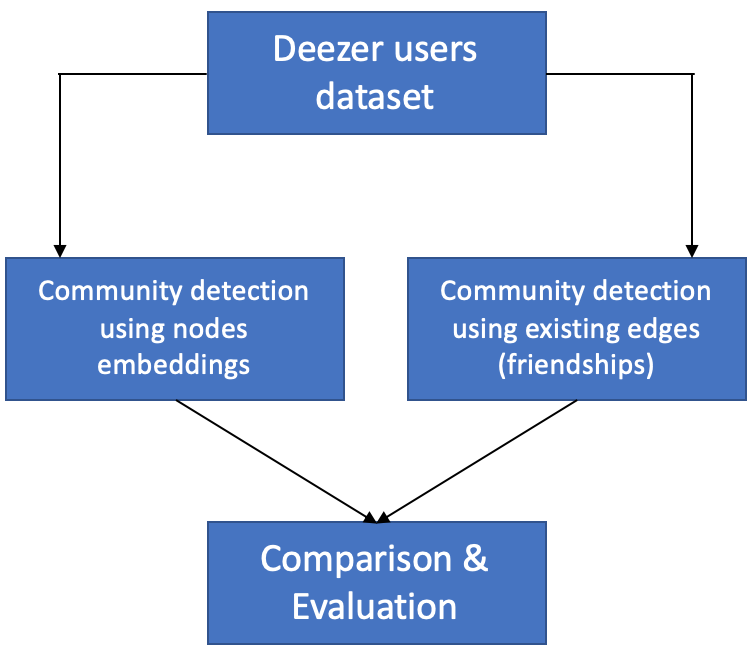 Deezer users
dataset
Community detection
using nodes
embeddings
Community detection
using existing edges
(friendships)
Comparison &
Evaluation